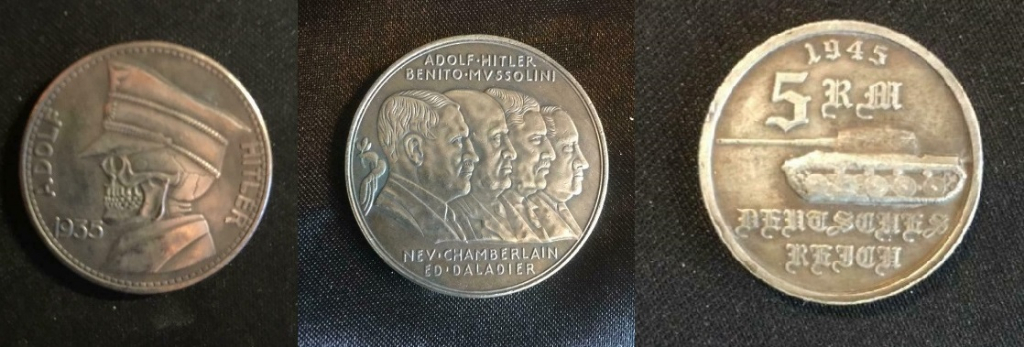 ADOLF HITLER
1935
ADOLF·HITLER
BENITO·MVSSOLINI
NEV·CHAMBERLAIN
ED·DALADIER
1945
5 RM
DEUTSCHES
REICH